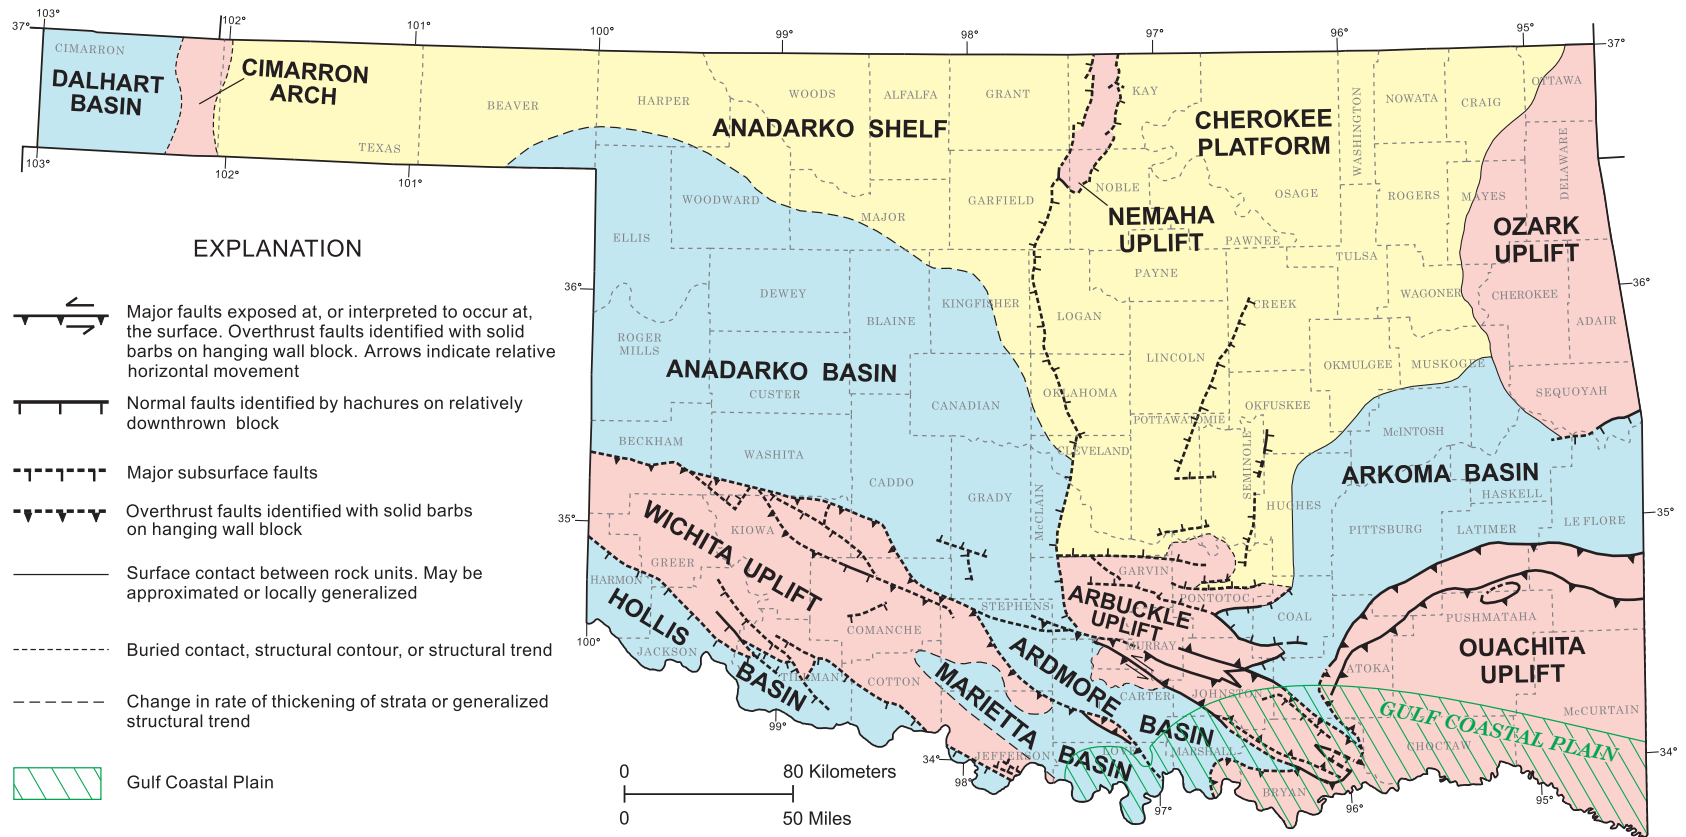 103°
102°
101°
100°
99°
98°
97°
96°
95°
37°
37°
CIMARRON
DALHART
BASIN
CIMARRON
ARCH
BEAVER
TEXAS
HARPER
WOODS
ALFALFA
GRANT
KAY
ANADARKO SHELF
CHEROKEE
PLATFORM
WASHINGTON
NOWATA
CRAIG
OTTAWA
DELAWARE
103°
102°
101°
WOODWARD
MAJOR
GARFIELD
NOBLE
NEMAHA
UPLIFT
OSAGE
PAWNEE
ROGERS
MAYES
OZARK
UPLIFT
ELLIS
PAYNE
TULSA
36°
36°
DEWEY
KINGFISHER
BLAINE
LOGAN
CREEK
WAGONER
CHEROKEE
ADAIR
ROGER
MILLS
LINCOLN
OKMULGEE
MUSKOGEE
ANADARKO BASIN
CUSTER
CANADIAN
OKLAHOMA
POTTAWATOMIE
OKFUSKEE
SEQUOYAH
BECKHAM
WASHITA
CLEVELAND
SEMINOLE
McINTOSH
ARKOMA BASIN
CADDO
GRADY
McCLAIN
HUGHES
HASKELL
35°
35°
KIOWA
PITTSBURG
LATIMER
LE FLORE
WICHITA UPLIFT
GREER
HARMON
GARVIN
PONTOTOC
ARBUCKLE
UPLIFT
STEPHENS
COAL
PUSHMATAHA
HOLLIS
BASIN
100°
JACKSON
COMANCHE
MURRAY
ATOKA
OUACHITA
UPLIFT
TILLMAN
COTTON
ARDMORE
BASIN
CARTER
JOHNSTON
McCURTAIN
MARIETTA
BASIN
GULF COASTAL PLAIN
CHOCTAW
99°
JEFFERSON
LOVE
MARSHALL
BRYAN
34°
34°
98°
97°
96°
95°
EXPLANATION
Major faults exposed at, or interpreted to occur at,
the surface. Overthrust faults identified with solid
barbs on hanging wall block. Arrows indicate relative
horizontal movement
Normal faults identified by hachures on relatively
downthrown block
Major subsurface faults
Overthrust faults identified with solid barbs
on hanging wall block
Surface contact between rock units. May be
approximated or locally generalized
Buried contact, structural contour, or structural trend
Change in rate of thickening of strata or generalized
structural trend
Gulf Coastal Plain
0 80 Kilometers
0 50 Miles